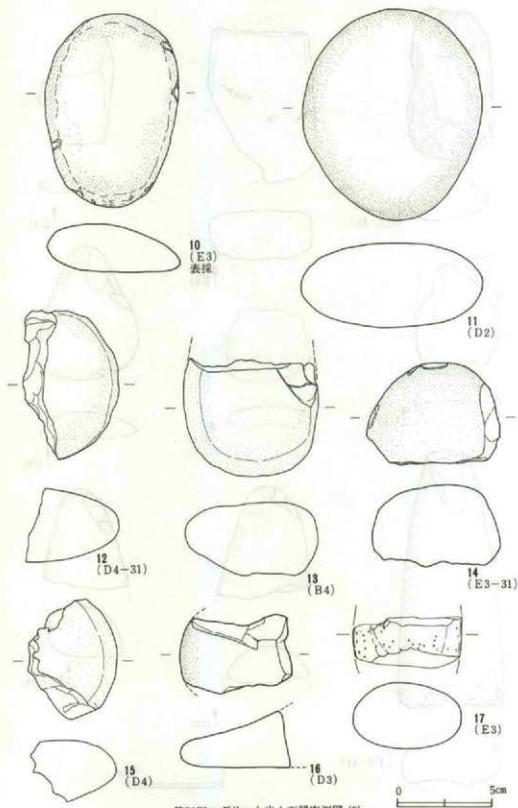 10
(E3)
表採
11
(D2)
12
(D4-31)
13
(B4)
14
(E3-31)
15
(D4)
16
(D3)
17
(E3)
0 5cm